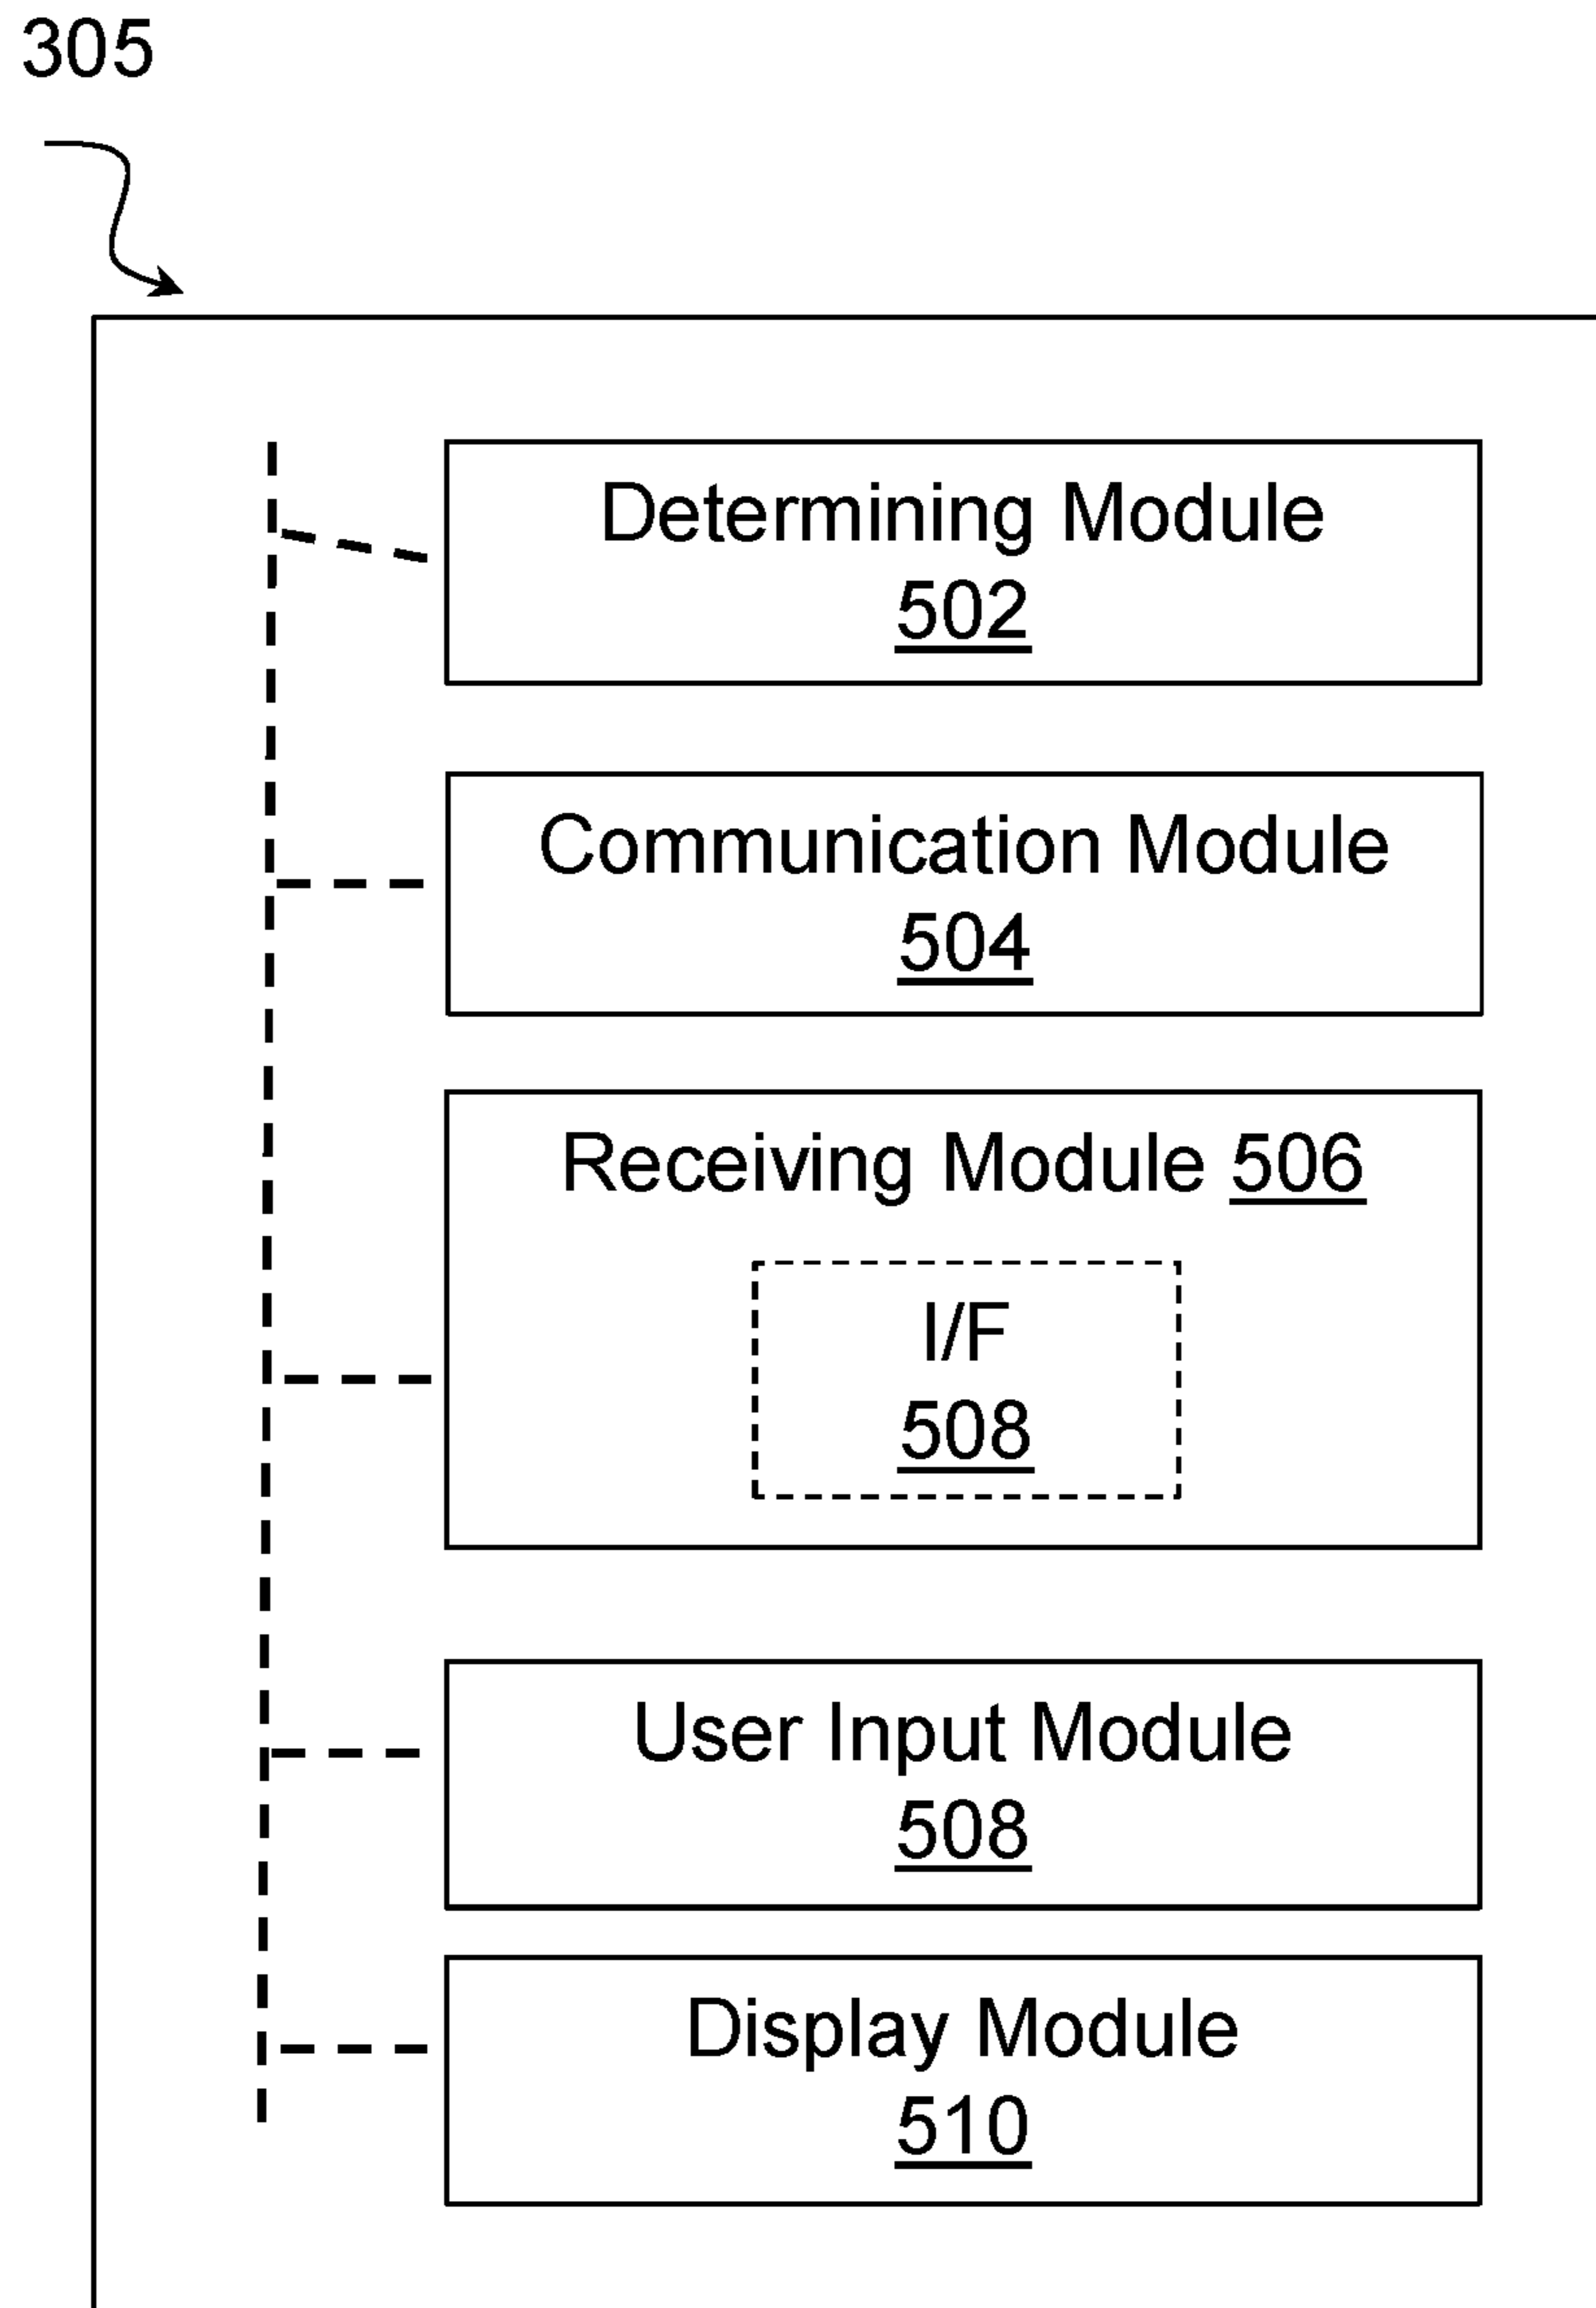 305
Determining Module
502
Communication Module
504
Receiving Module 506
I/F
508
User Input Module
508
Display Module
510